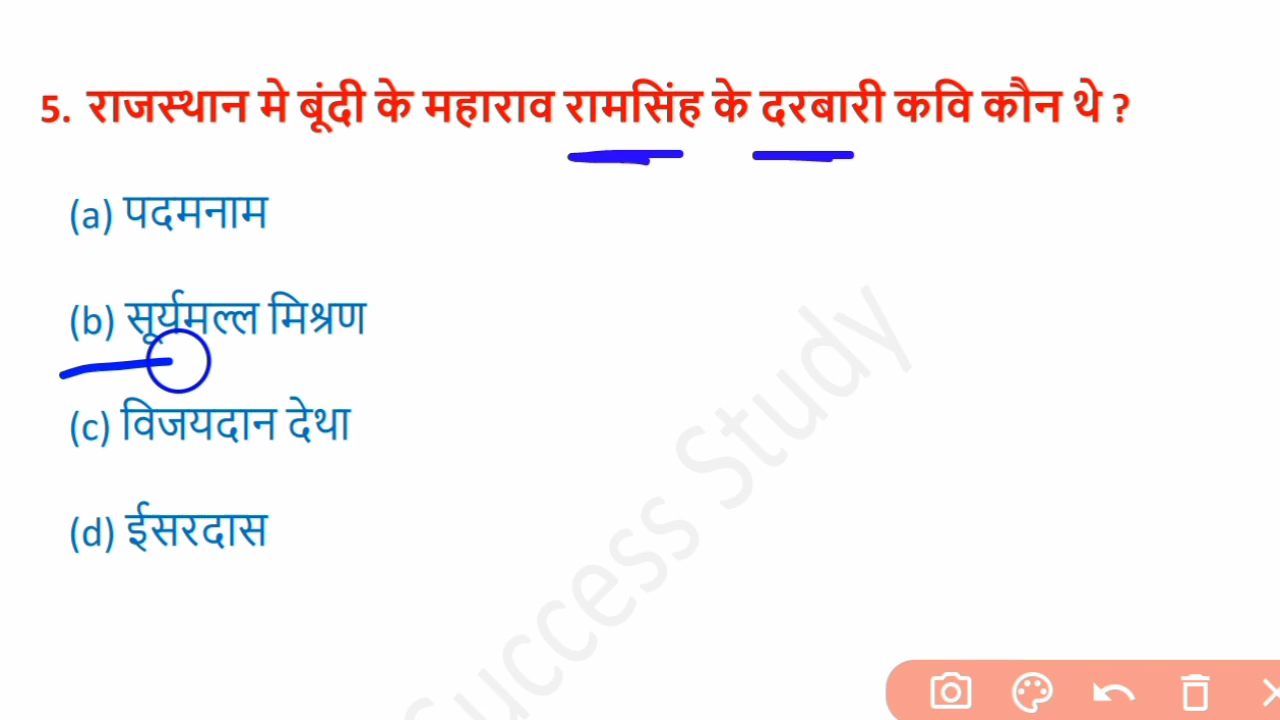 5. राजस्थान मे बूंदी के महाराव रामसिंह के दरबारी कवि कौन थे ?
(a) पदमनाम
(b) सूर्यमल्ल मिश्रण
(c) विजयदान देथा
(d) ईसरदास
Success Study